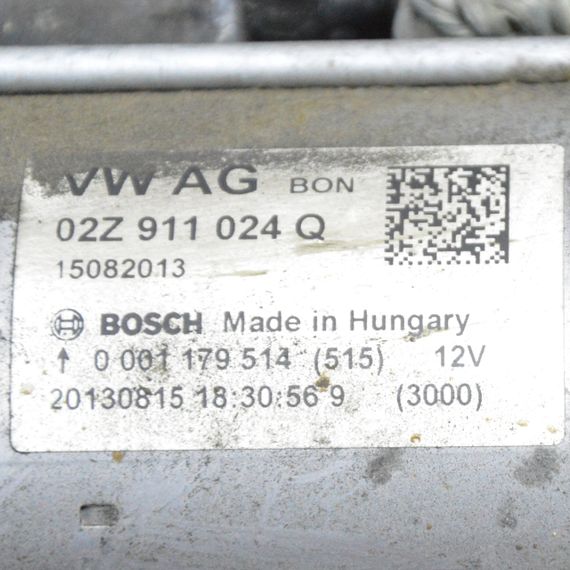 VW AG BON
02Z 911 024 Q
15082013
BOSCH Made in Hungary
↑ 0 001 179 514 (515) 12V
20130815 18:30:56 9 (3000)